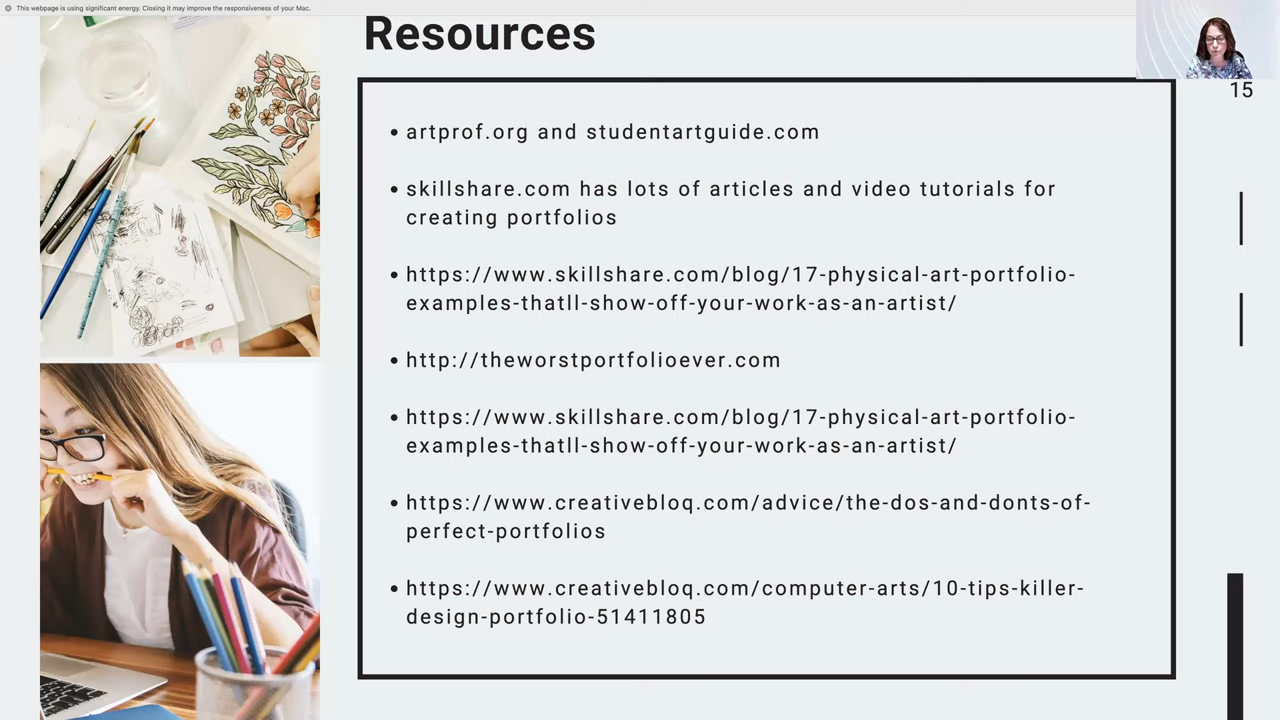 This webpage is using significant energy. Closing it may improve the responsiveness of your Mac.
Resources
15
• artprof.org and studentartguide.com
• skillshare.com has lots of articles and video tutorials for
creating portfolios
• https://www.skillshare.com/blog/17-physical-art-portfolio-
examples-thatll-show-off-your-work-as-an-artist/
• http://theworstportfolioever.com
• https://www.skillshare.com/blog/17-physical-art-portfolio-
examples-thatll-show-off-your-work-as-an-artist/
• https://www.creativebloq.com/advice/the-dos-and-donts-of-
perfect-portfolios
• https://www.creativebloq.com/computer-arts/10-tips-killer-
design-portfolio-51411805